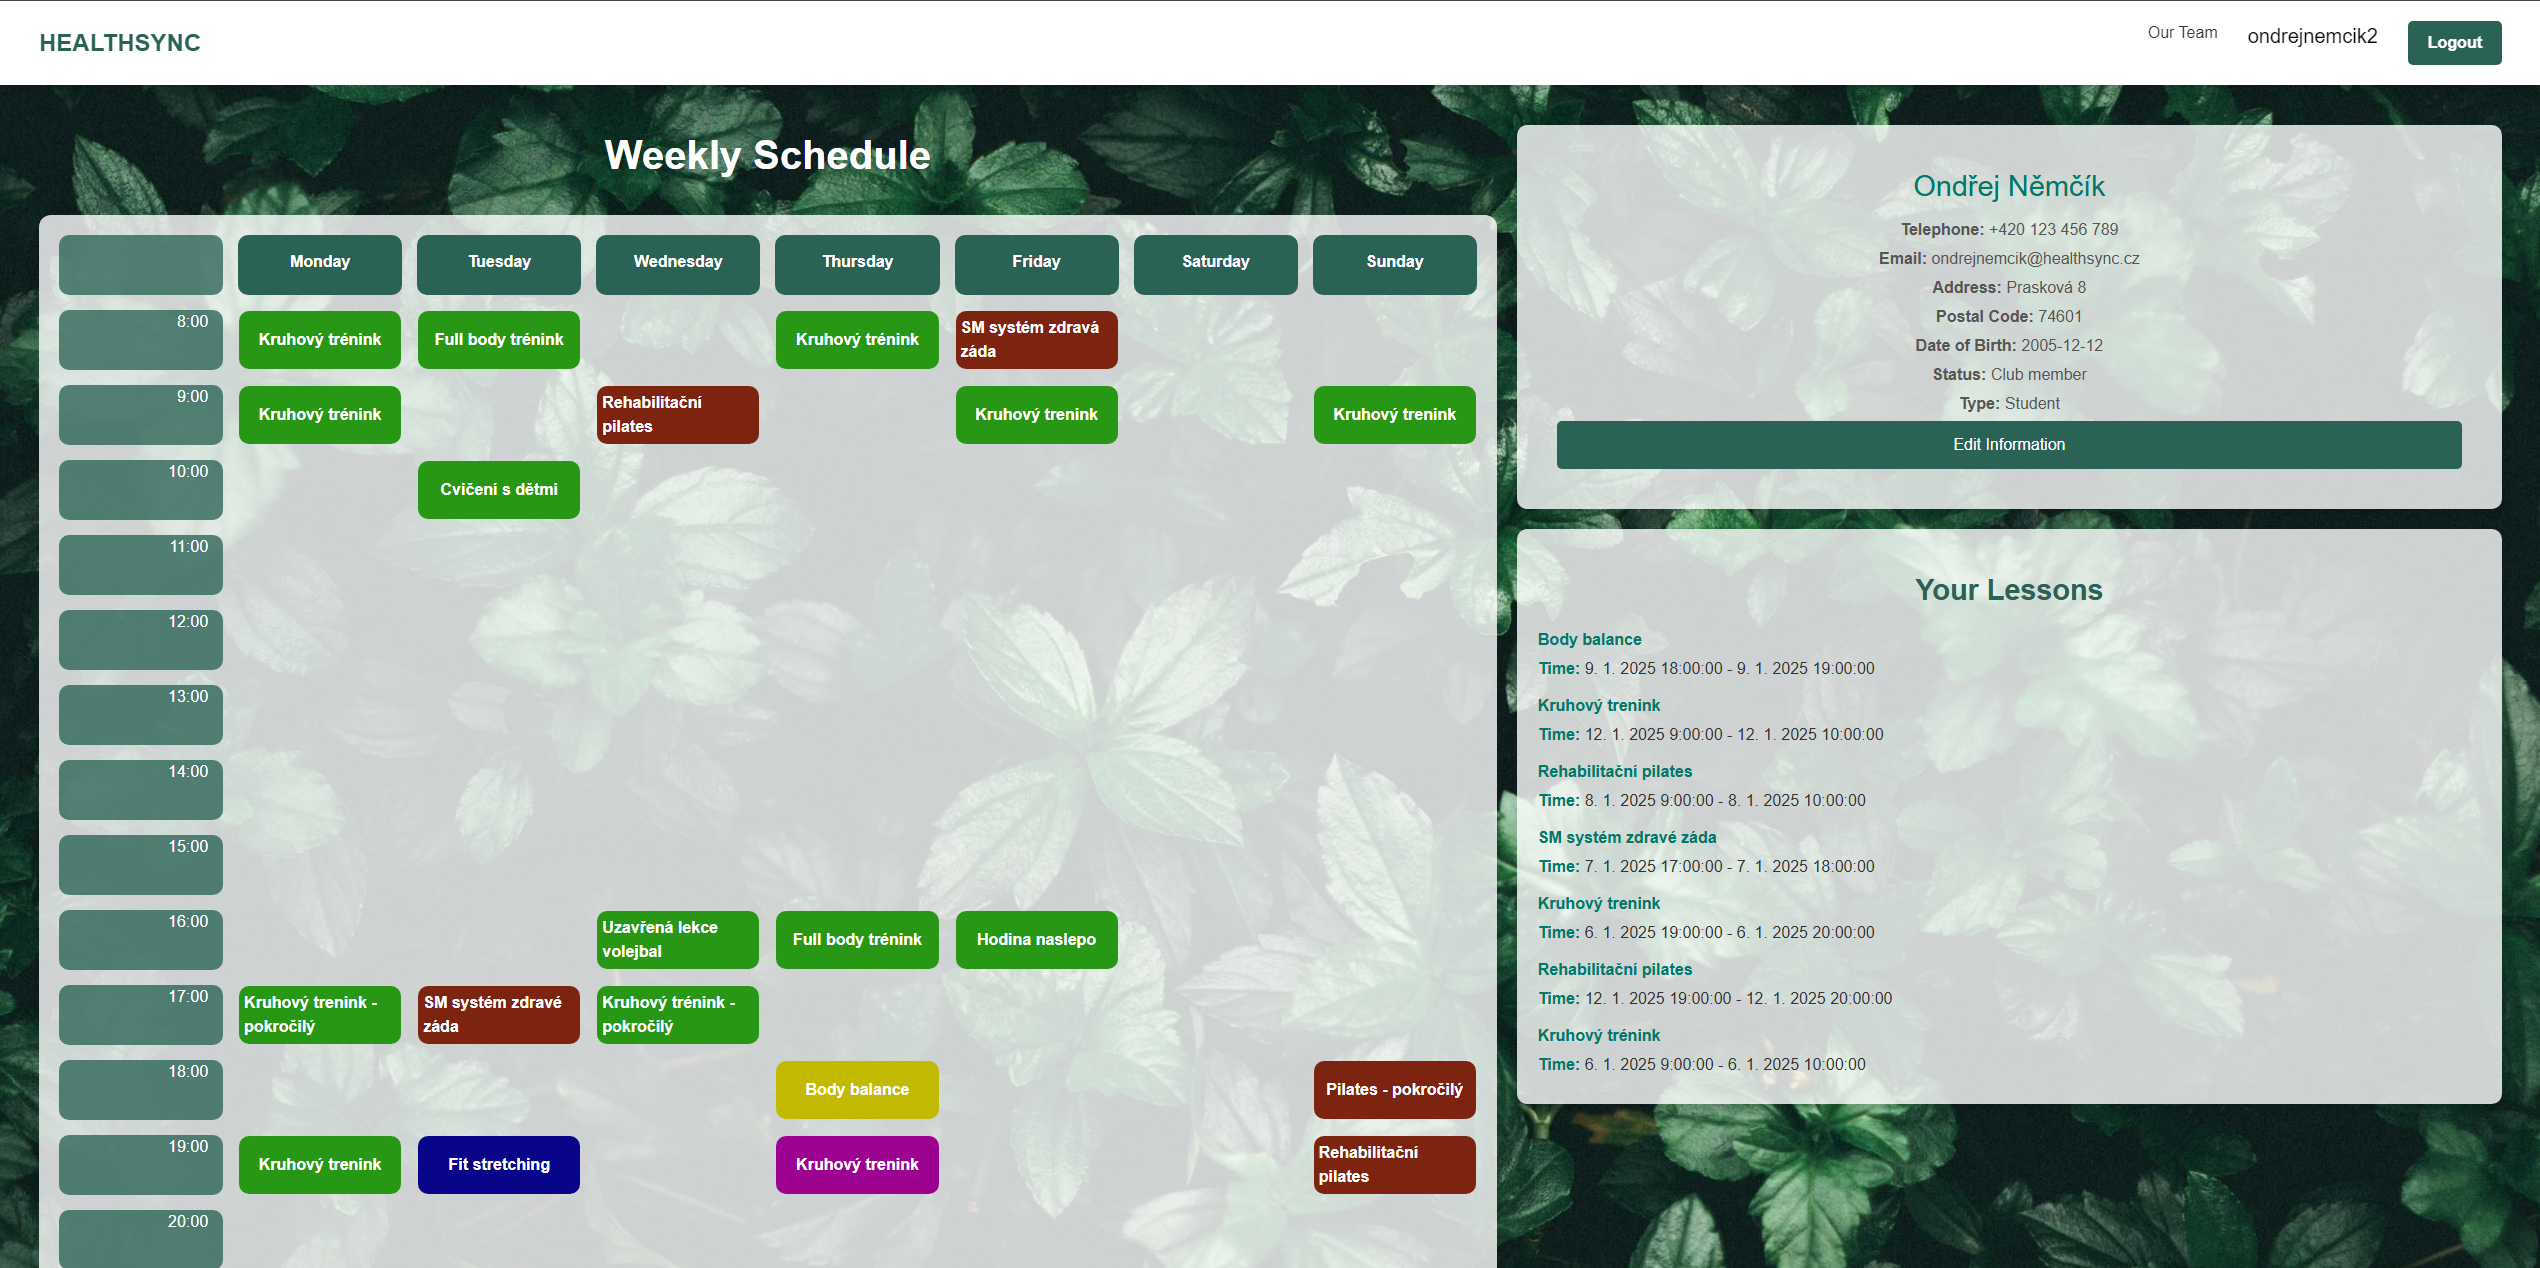 HEALTHSYNC
Our Team
ondrejnemcik2
Logout
Weekly Schedule
Monday
Tuesday
Wednesday
Thursday
Friday
Saturday
Sunday
8:00
Kruhový trénink
Full body trénink
Kruhový trénink
SM systém zdravá
záda
9:00
Kruhový trénink
Rehabilitační
pilates
Kruhový trenink
Kruhový trenink
10:00
Cvičení s dětmi
11:00
12:00
13:00
14:00
15:00
16:00
Uzavřená lekce
volejbal
Full body trénink
Hodina naslepo
17:00
Kruhový trenink -
pokročilý
SM systém zdravé
záda
Kruhový trénink -
pokročilý
18:00
Body balance
Pilates - pokročilý
19:00
Kruhový trenink
Fit stretching
Kruhový trenink
Rehabilitační
pilates
20:00
Ondřej Němčík
Telephone: +420 123 456 789
Email: ondrejnemcik@healthsync.cz
Address: Prasková 8
Postal Code: 74601
Date of Birth: 2005-12-12
Status: Club member
Type: Student
Edit Information
Your Lessons
Body balance
Time: 9. 1. 2025 18:00:00 - 9. 1. 2025 19:00:00
Kruhový trenink
Time: 12. 1. 2025 9:00:00 - 12. 1. 2025 10:00:00
Rehabilitační pilates
Time: 8. 1. 2025 9:00:00 - 8. 1. 2025 10:00:00
SM systém zdravé záda
Time: 7. 1. 2025 17:00:00 - 7. 1. 2025 18:00:00
Kruhový trenink
Time: 6. 1. 2025 19:00:00 - 6. 1. 2025 20:00:00
Rehabilitační pilates
Time: 12. 1. 2025 19:00:00 - 12. 1. 2025 20:00:00
Kruhový trénink
Time: 6. 1. 2025 9:00:00 - 6. 1. 2025 10:00:00